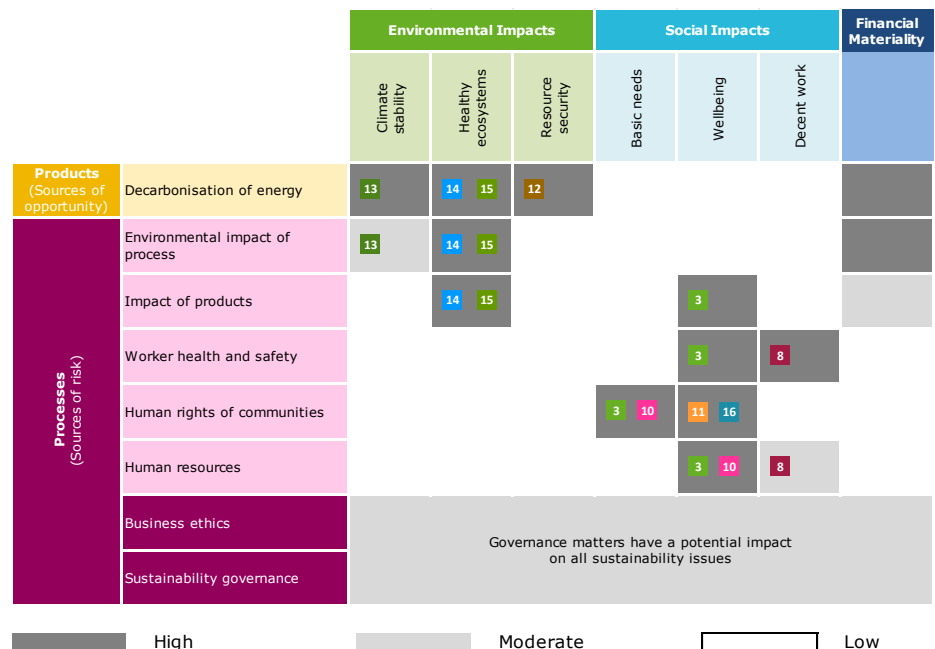 Environmental Impacts
Social Impacts
Financial
Materiality
Climate
stability
Healthy
ecosystems
Resource
security
Basic needs
Wellbeing
Decent work
Products
(Sources of
opportunity)
Decarbonisation of energy
13
14
15
12
Processes
(Sources of risk)
Environmental impact of
process
13
14
15
Impact of products
14
15
3
Worker health and safety
3
8
Human rights of communities
3
10
11
16
Human resources
3
10
8
Business ethics
Governance matters have a potential impact
on all sustainability issues
Sustainability governance
High
Moderate
Low